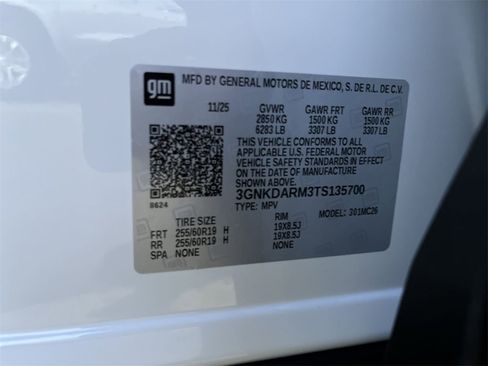 gm
MFD BY GENERAL MOTORS DE MEXICO, S. DE R.L. DE C.V.
11/25 GVWR GAWR FRT GAWR RR
2850 KG 1500 KG 1500 KG
6283 LB 3307 LB 3307 LB
THIS VEHICLE CONFORMS TO ALL APPLICABLE
U.S. FEDERAL MOTOR
VEHICLE SAFETY STANDARDS IN EFFECT ON
THE DATE OF MANUFACTURE
SHOWN ABOVE.
3GNKDARM3TS135700
TYPE: MPV MODEL: 301MC26
8624
TIRE SIZE RIM
FRT 255/60R19 H 19X8.5J
RR 255/60R19 H 19X8.5J
SPA NONE NONE